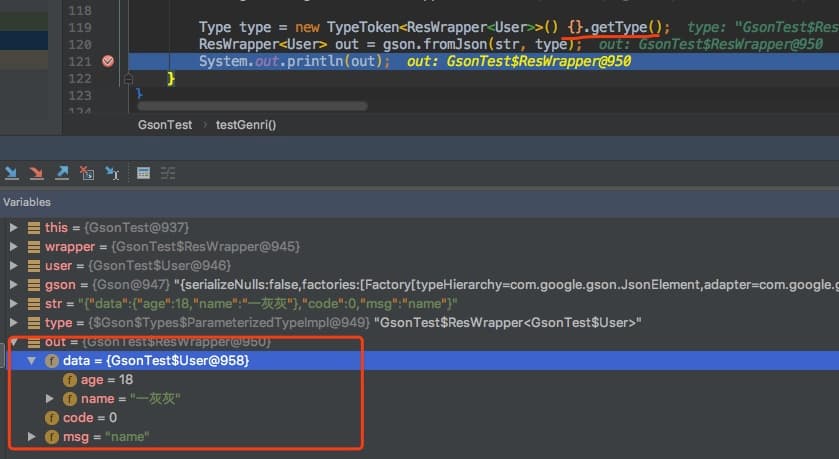 118
119 Type type = new TypeToken<ResWrapper<User>>() {}.getType(); type: "GsonTest$Res
120 ResWrapper<User> out = gson.fromJson(str, type); out: GsonTest$ResWrapper@950
121 System.out.println(out); out: GsonTest$ResWrapper@950
122 }
123 }
124
GsonTest > testGenri()
Variables
this = {GsonTest@937}
wrapper = {GsonTest$ResWrapper@945}
user = {GsonTest$User@946}
gson = {Gson@947} "{serializeNulls:false,factories:[Factory[typeHierarchy=com.google.gson.JsonElement,adapter=com.google.g
str = "{"data":{"age":18,"name":"一灰灰"},"code":0,"msg":"name"}"
type = {$Gson$Types$ParameterizedTypeImpl@949} "GsonTest$ResWrapper<GsonTest$User>"
out = {GsonTest$ResWrapper@950}
data = {GsonTest$User@958}
age = 18
name = "一灰灰"
code = 0
msg = "name"